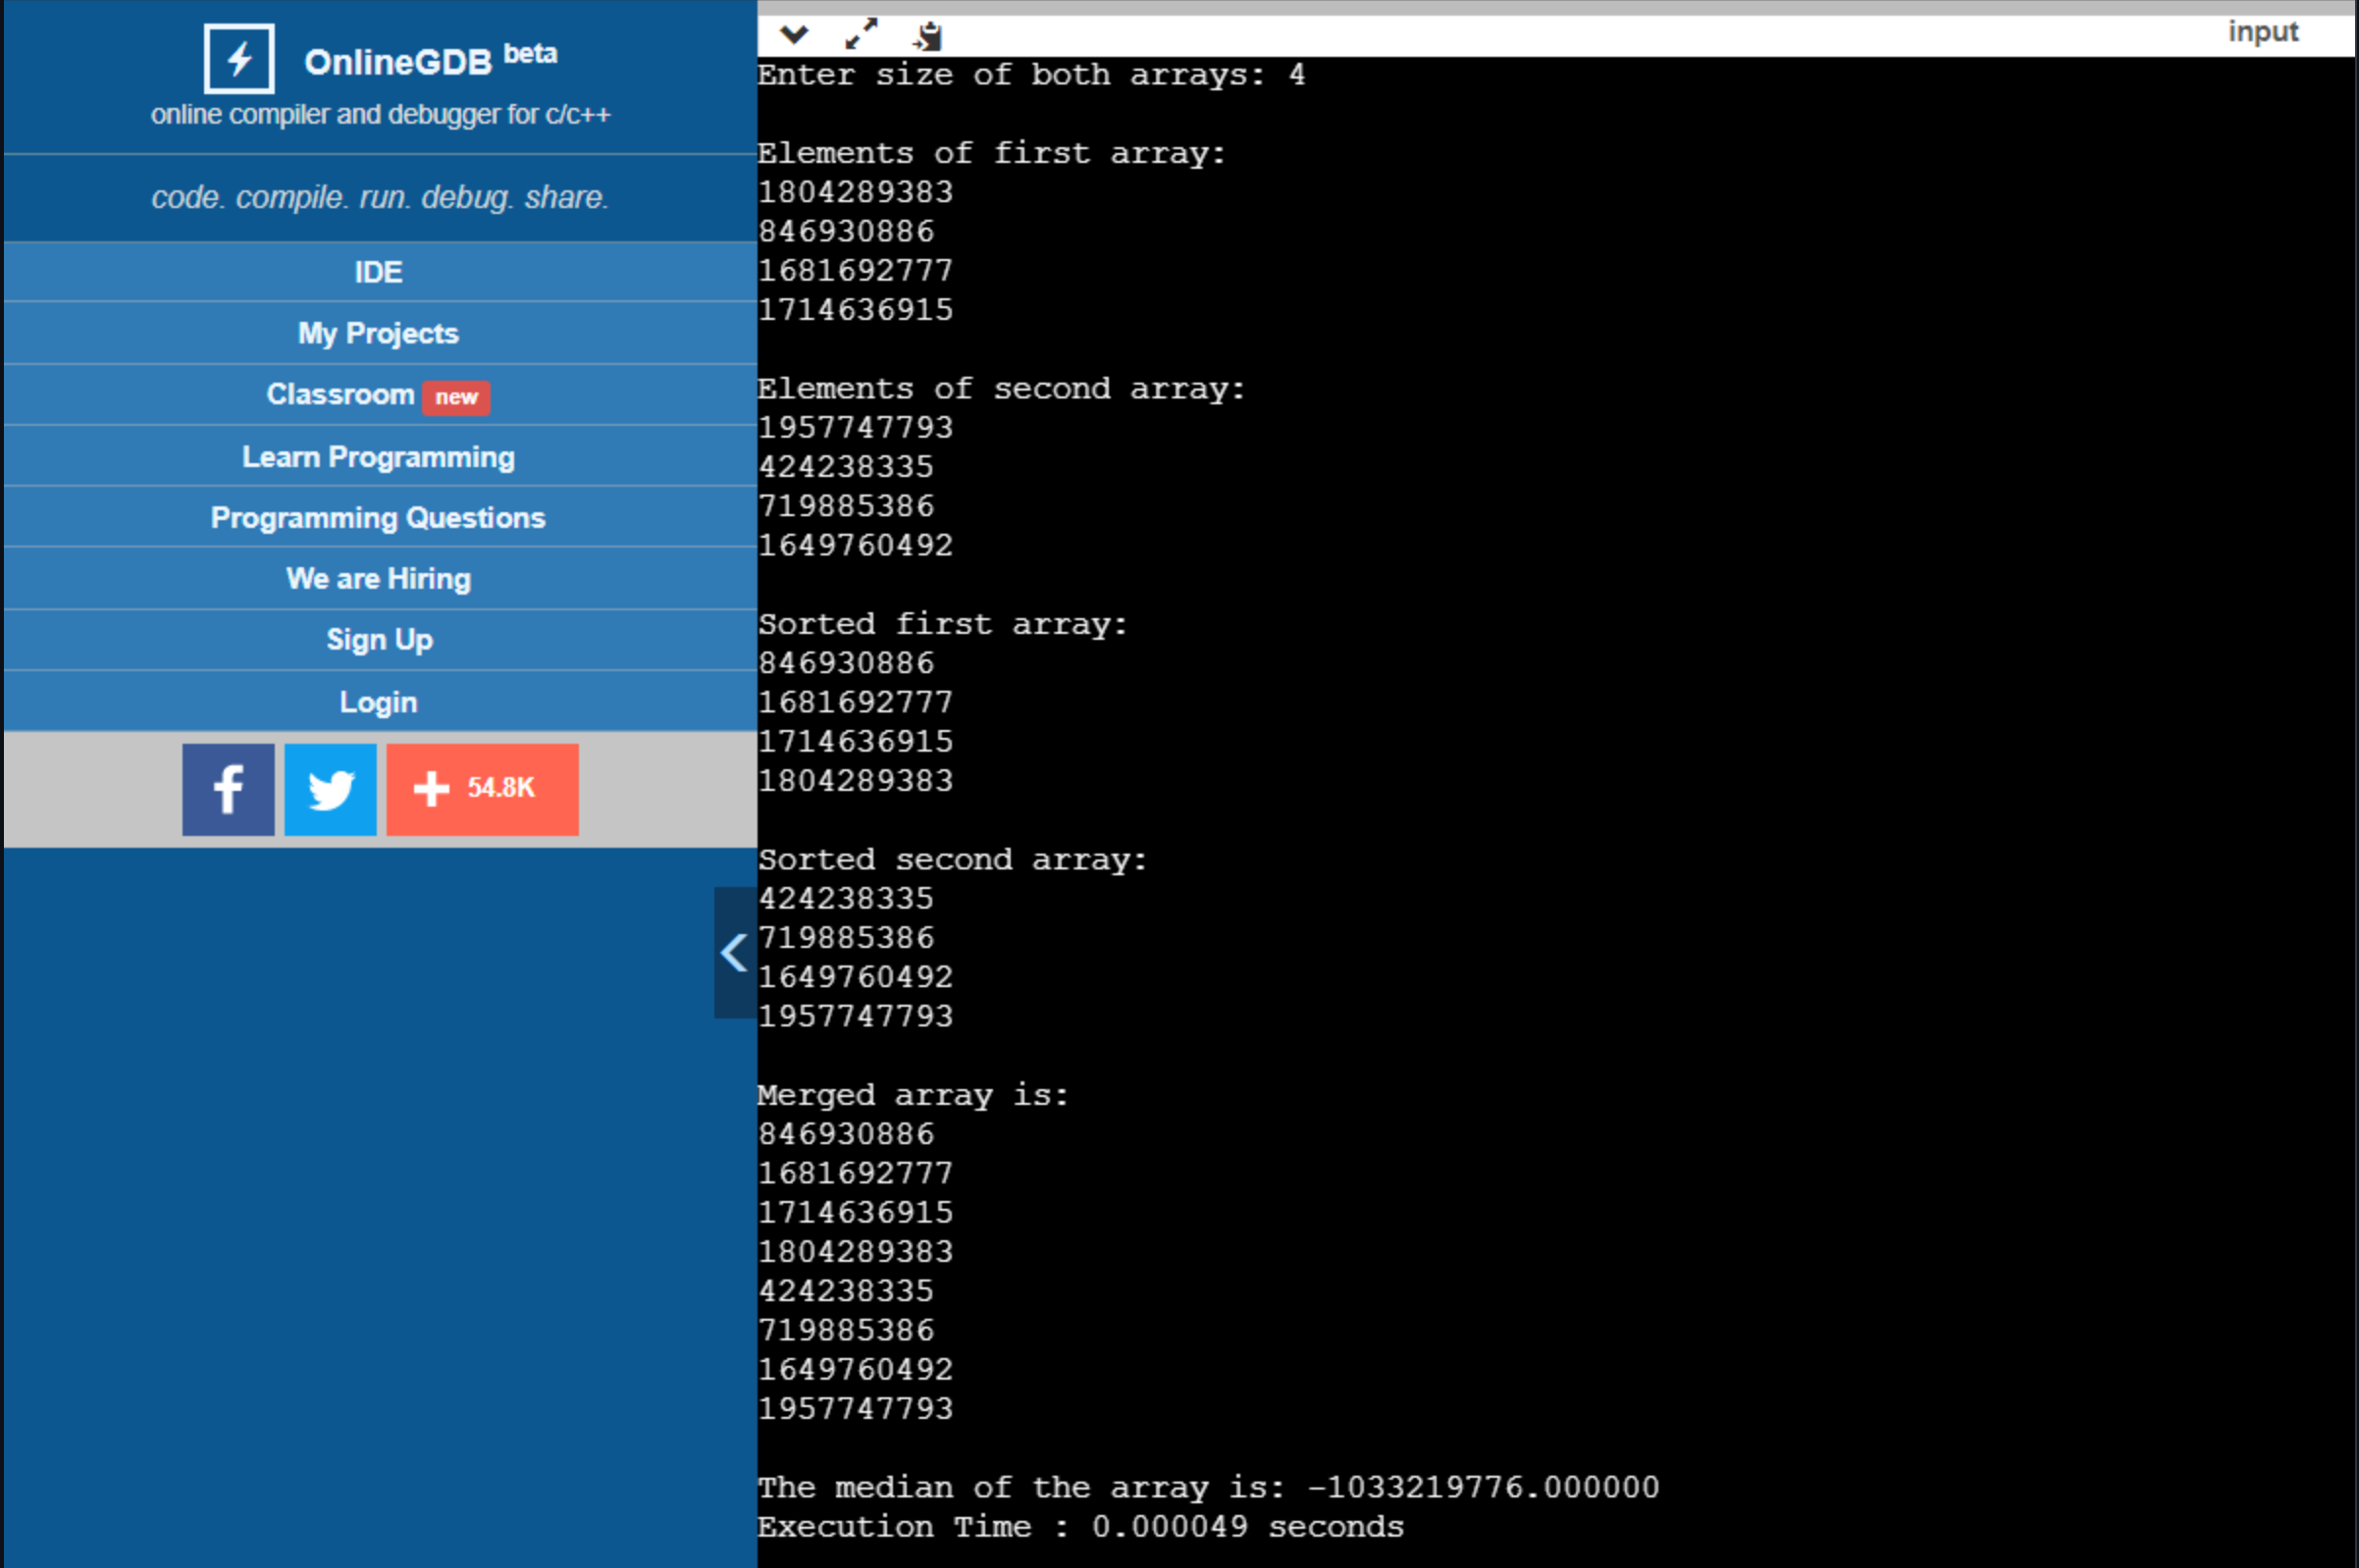 OnlineGDB beta
online compiler and debugger for c/c++
code. compile. run. debug. share.
IDE
My Projects
Classroom new
Learn Programming
Programming Questions
We are Hiring
Sign Up
Login
f
54.8K
input
Enter size of both arrays: 4
Elements of first array:
1804289383
846930886
1681692777
1714636915
Elements of second array:
1957747793
424238335
719885386
1649760492
Sorted first array:
846930886
1681692777
1714636915
1804289383
Sorted second array:
424238335
719885386
1649760492
1957747793
Merged array is:
846930886
1681692777
1714636915
1804289383
424238335
719885386
1649760492
1957747793
The median of the array is: -1033219776.000000
Execution Time : 0.000049 seconds